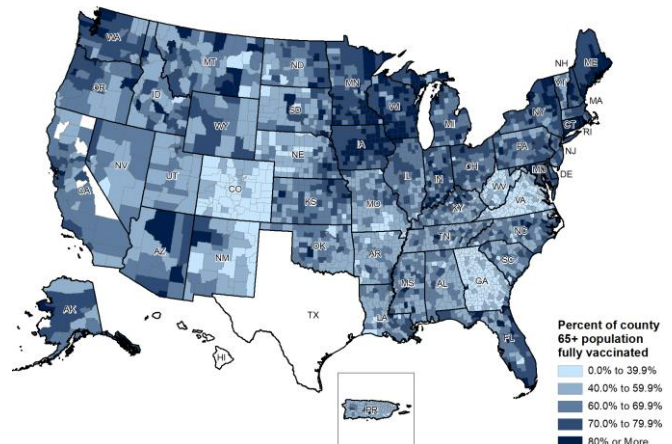 WA
MT
ND
MN
OR
ID
SD
WI
WY
NE
IA
MI
NY
VT
NH
ME
MA
CT
RI
PA
NJ
OH
IN
IL
MD
DE
WV
VA
NV
UT
CO
KS
MO
KY
CA
AZ
NM
OK
AR
TN
NC
SC
MS
AL
GA
LA
TX
FL
AK
HI
PR
Percent of county
65+ population
fully vaccinated
0.0% to 39.9%
40.0% to 59.9%
60.0% to 69.9%
70.0% to 79.9%
80% or More